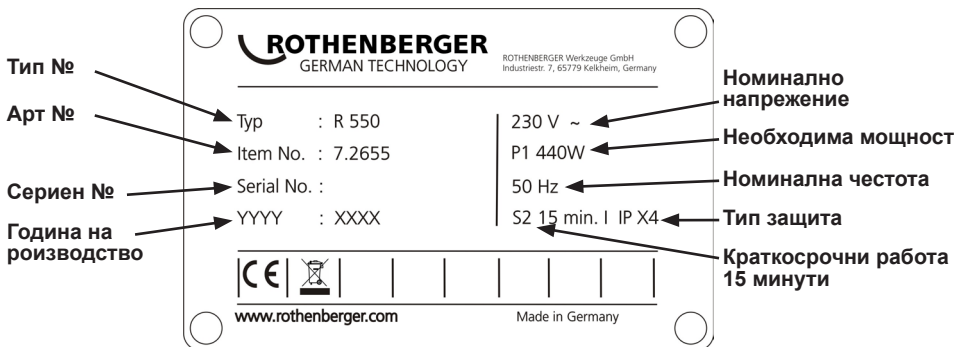 ROTHENBERGER
GERMAN TECHNOLOGY
ROTHENBERGER Werkzeuge GmbH
Industriestr. 7, 65779 Kelkheim, Germany
Тип №
Арт №
Сериен №
Година на
роизводство
Typ : R 550
Item No. : 7.2655
Serial No. :
YYYY : XXXX
230 V ~
P1 440W
50 Hz
S2 15 min. I IP X4
Номинално
напрежение
Необходима мощност
Номинална честота
Тип защита
Краткосрочни работа
15 минути
CE
www.rothenberger.com
Made in Germany